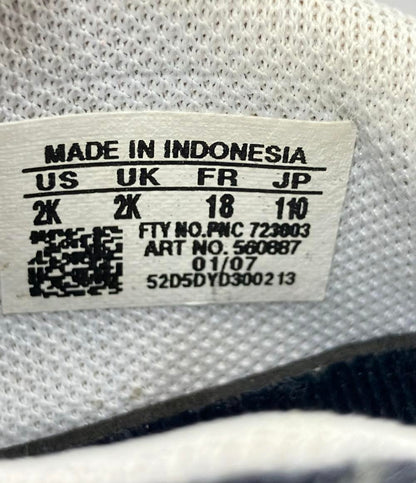 MADE IN INDONESIA
US UK FR JP
2K 2K 18 110
FTY NO.PNC 723003
ART NO. 560887
01/07
52D5DYD300213